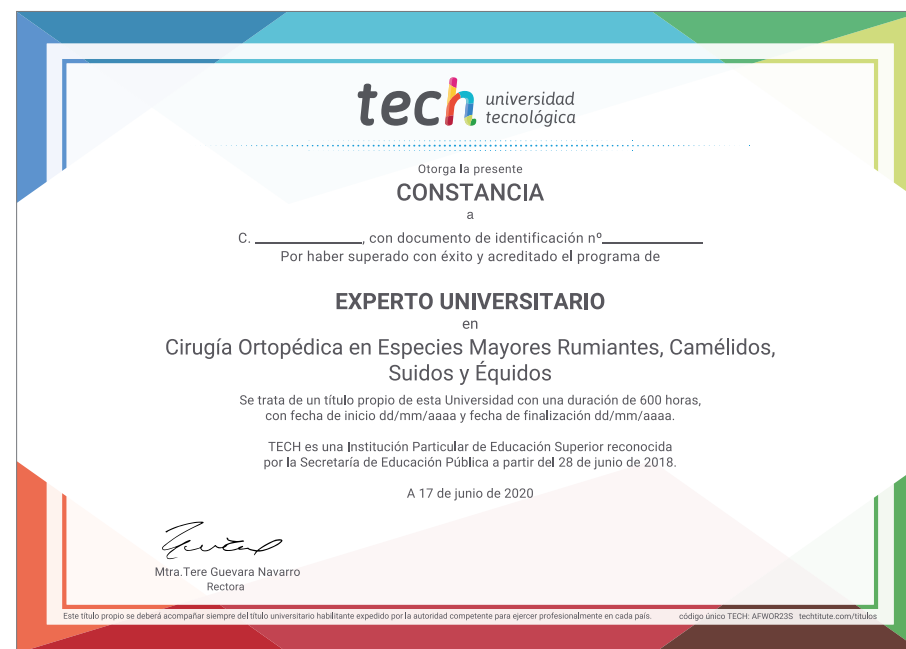 tech universidad
tecnológica
Otorga la presente
CONSTANCIA
a
C. ____________, con documento de identificación nº____________
Por haber superado con éxito y acreditado el programa de
EXPERTO UNIVERSITARIO
en
Cirugía Ortopédica en Especies Mayores Rumiantes, Camélidos,
Suidos y Équidos
Se trata de un título propio de esta Universidad con una duración de 600 horas,
con fecha de inicio dd/mm/aaaa y fecha de finalización dd/mm/aaaa.
TECH es una Institución Particular de Educación Superior reconocida
por la Secretaría de Educación Pública a partir del 28 de junio de 2018.
A 17 de junio de 2020
Mtra.Tere Guevara Navarro
Rectora
Este título propio se deberá acompañar siempre del título universitario habilitante expedido por la autoridad competente para ejercer profesionalmente en cada país. código único TECH: AFWOR23S techtitute.com/títulos